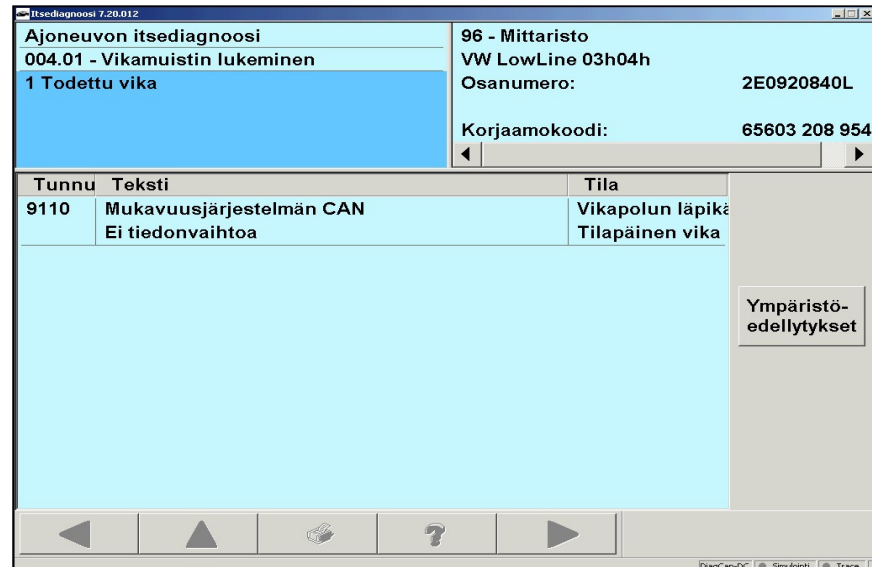 Itsediagnoosi 7.20.012
Ajoneuvon itsediagnoosi
004.01 - Vikamuistin lukeminen
1 Todettu vika
96 - Mittaristo
VW LowLine 03h04h
Osanumero: 2E0920840L
Korjaamokoodi: 65603 208 954
Tunnu Teksti Tila
9110 Mukavuusjärjestelmän CAN Vikapolun läpikä
Ei tiedonvaihtoa Tilapäinen vika
Ympäristö-
edellytykset
?
Simulointi Trace